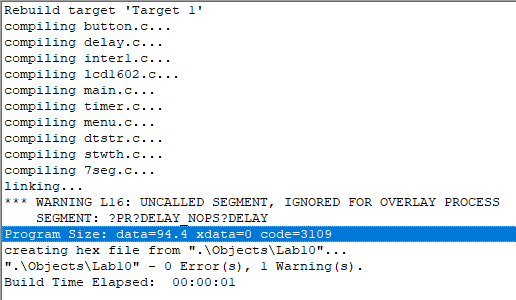 Rebuild target 'Target 1'
compiling button.c...
compiling delay.c...
compiling inter1.c...
compiling lcd1602.c...
compiling main.c...
compiling timer.c...
compiling menu.c...
compiling dtstr.c...
compiling stwth.c...
compiling 7seg.c...
linking...
*** WARNING L16: UNCALLED SEGMENT, IGNORED FOR OVERLAY PROCESS
    SEGMENT: ?PR?DELAY_NOPS?DELAY
Program Size: data=94.4 xdata=0 code=3109
creating hex file from ".\Objects\Lab10"...
".\Objects\Lab10" - 0 Error(s), 1 Warning(s).
Build Time Elapsed:  00:00:01